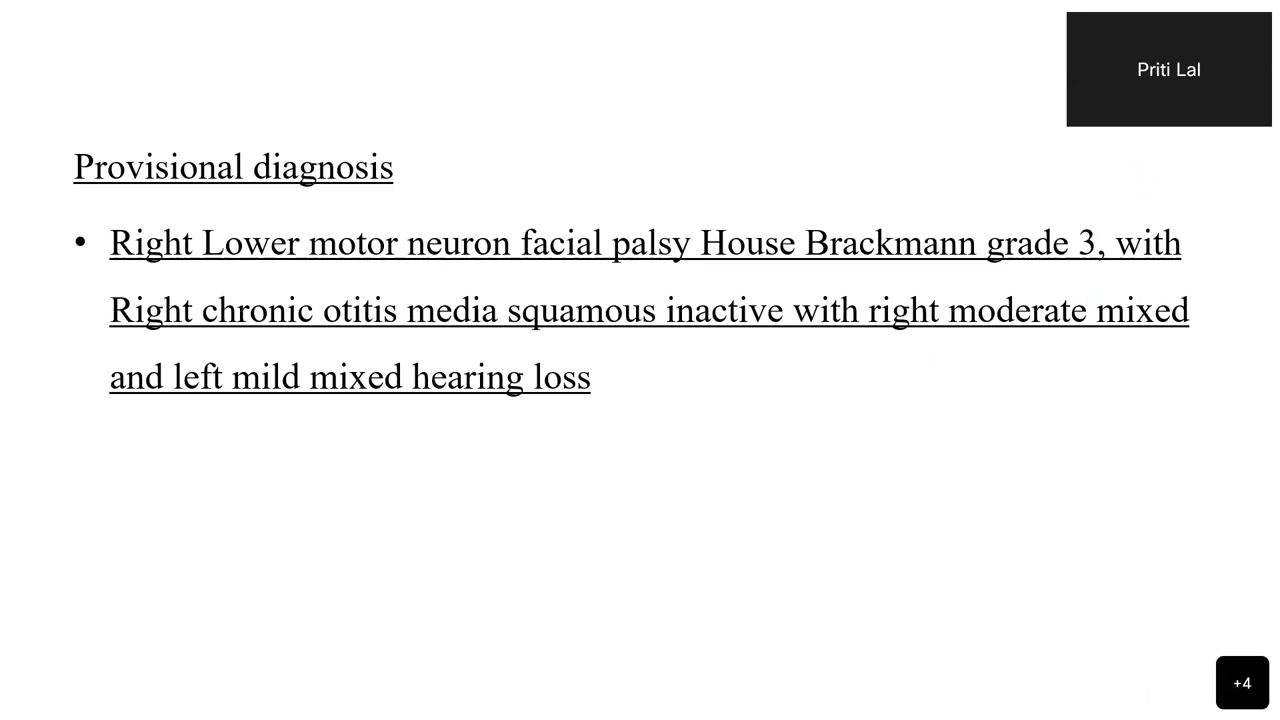 Priti Lal
Provisional diagnosis
• Right Lower motor neuron facial palsy House Brackmann grade 3, with
Right chronic otitis media squamous inactive with right moderate mixed
and left mild mixed hearing loss
+4